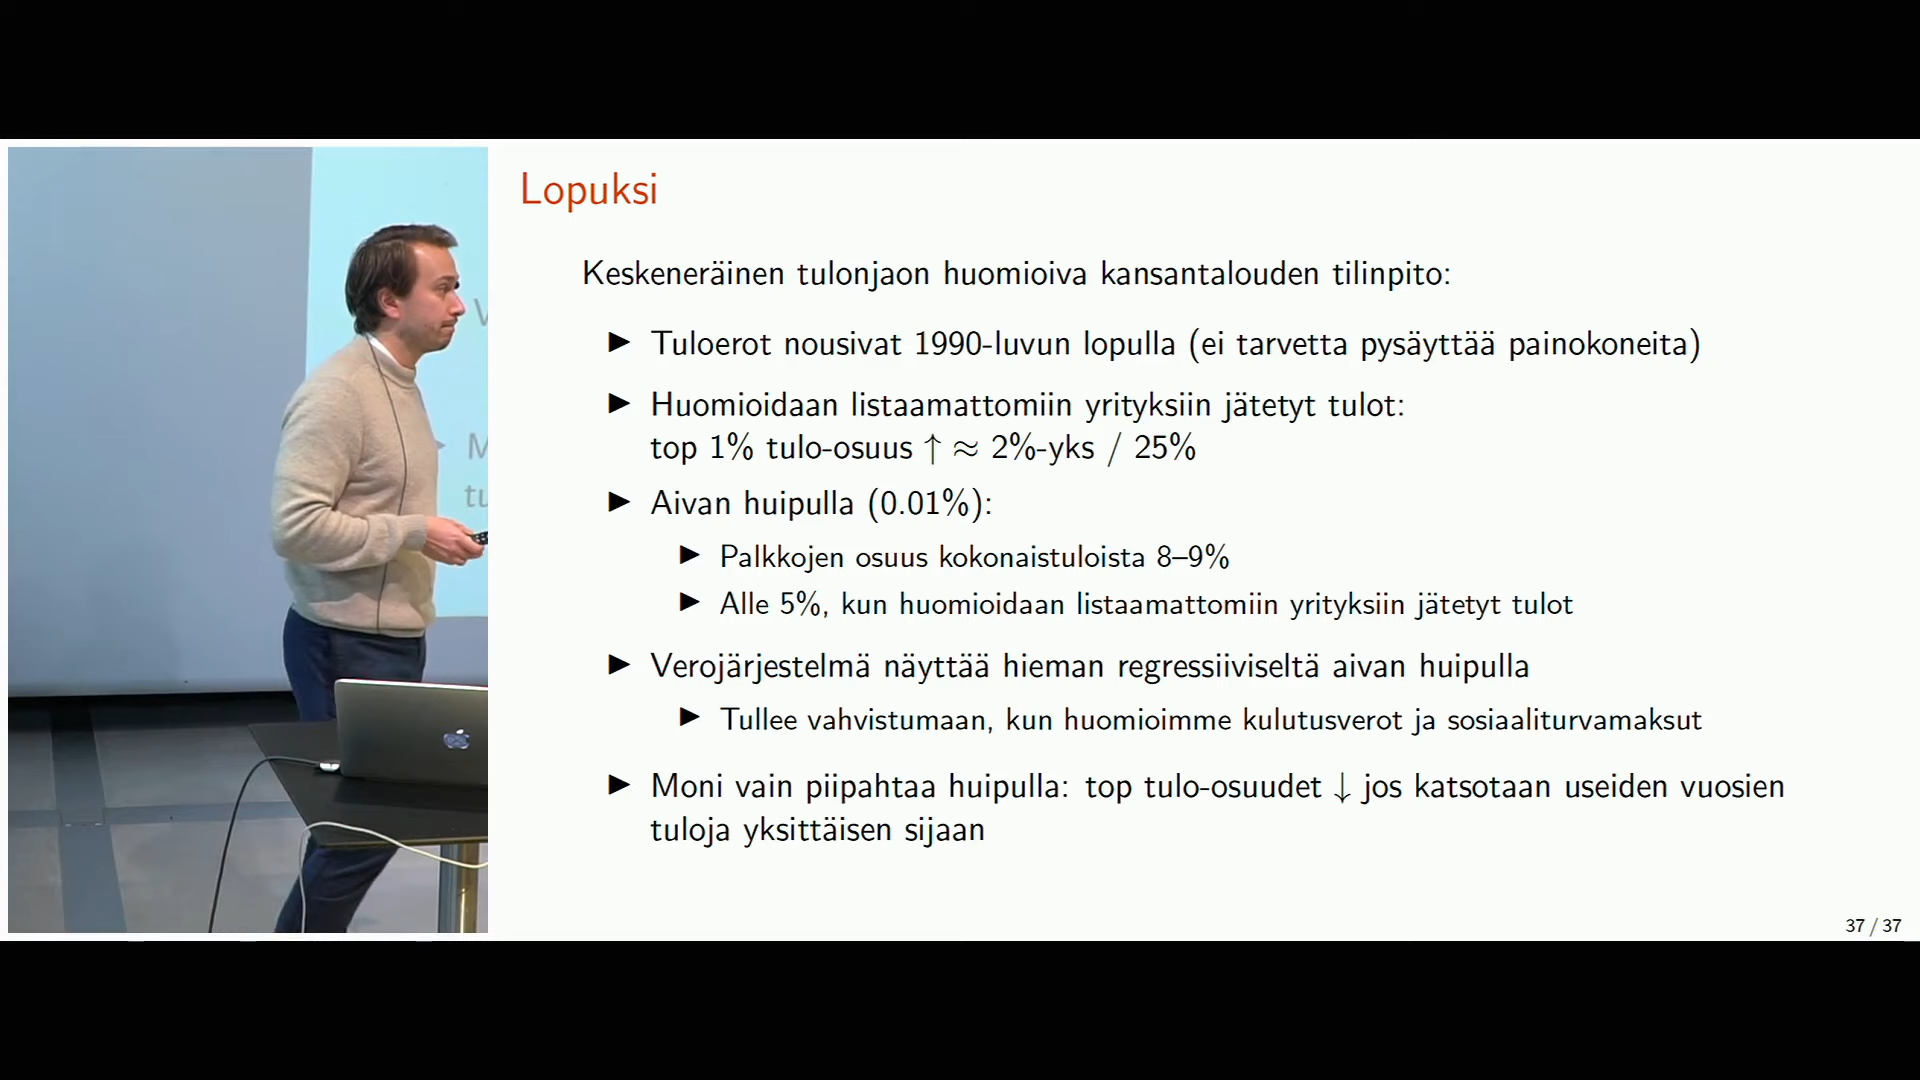 Lopuksi
Keskeneräinen tulonjaon huomioiva kansantalouden tilinpito:
▶ Tuloerot nousivat 1990-luvun lopulla (ei tarvetta pysäyttää painokoneita)
▶ Huomioidaan listaamattomiin yrityksiin jätetyt tulot:
top 1% tulo-osuus ↑ ≈ 2%-yks / 25%
▶ Aivan huipulla (0.01%):
▶ Palkkojen osuus kokonaistuloista 8–9%
▶ Alle 5%, kun huomioidaan listaamattomiin yrityksiin jätetyt tulot
▶ Verojärjestelmä näyttää hieman regressiiviseltä aivan huipulla
▶ Tullee vahvistumaan, kun huomioimme kulutusverot ja sosiaaliturvamaksut
▶ Moni vain piipahtaa huipulla: top tulo-osuudet ↓ jos katsotaan useiden vuosien
tuloja yksittäisen sijaan
37 / 37